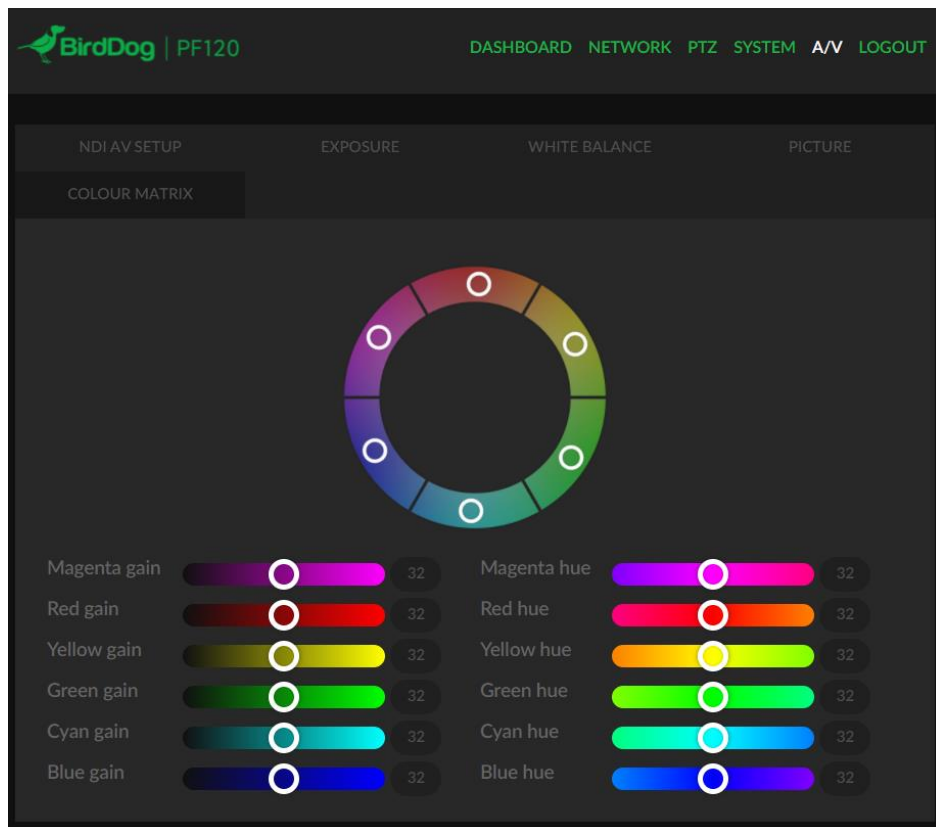 BirdDog | PF120
DASHBOARD NETWORK PTZ SYSTEM A/V LOGOUT
NDI AV SETUP EXPOSURE WHITE BALANCE PICTURE
COLOUR MATRIX
Magenta gain 32 Magenta hue 32
Red gain 32 Red hue 32
Yellow gain 32 Yellow hue 32
Green gain 32 Green hue 32
Cyan gain 32 Cyan hue 32
Blue gain 32 Blue hue 32